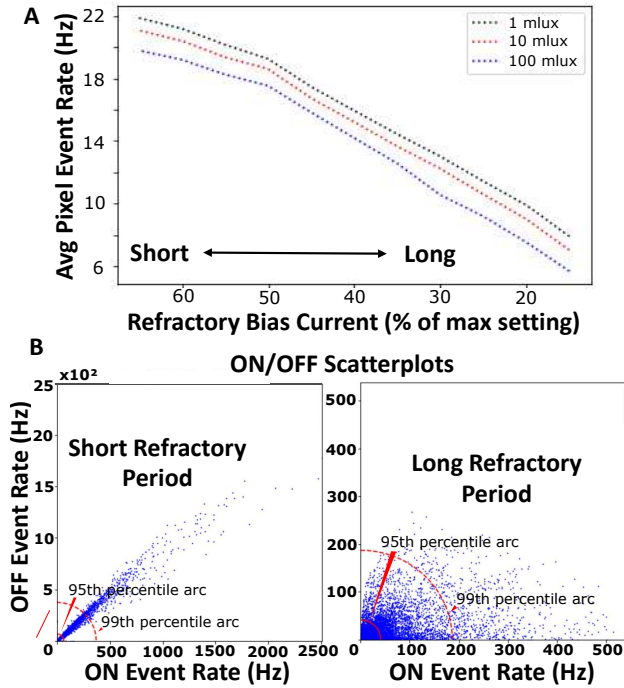 A
22
18
14
10
6
Avg Pixel Event Rate (Hz)
1 mlux
10 mlux
100 mlux
Short
Long
60
50
40
30
20
Refractory Bias Current (% of max setting)
B
ON/OFF Scatterplots
x10²
25
20
15
10
5
0
OFF Event Rate (Hz)
Short Refractory
Period
95th percentile arc
99th percentile arc
500
1000
1500
2000
2500
ON Event Rate (Hz)
500
400
300
200
100
0
Long Refractory
Period
95th percentile arc
99th percentile arc
0
100
200
300
400
500
ON Event Rate (Hz)